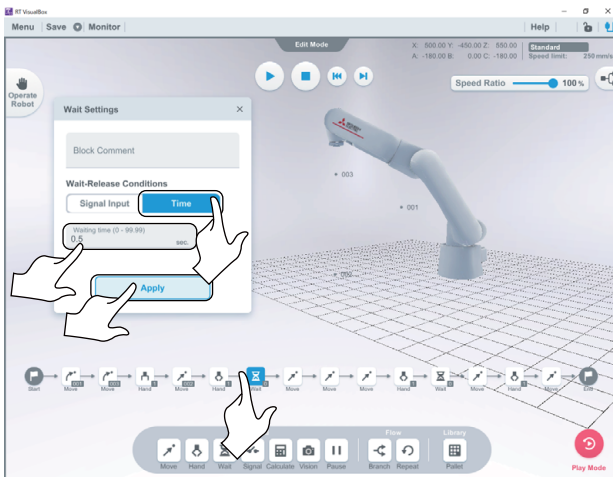 RT VisualBox
Menu Save Monitor Help
Edit Mode
X: 500.00 Y: -450.00 Z: 550.00 Standard
A: -180.00 B: 0.00 C: -180.00 Speed limit: 250 mm/s
Operate
Robot
Speed Ratio 100 %
Wait Settings
Block Comment
Wait-Release Conditions
Signal Input Time
Waiting time (0 - 99.99)
0.5 sec.
Apply
003
001
002
Start Move Move Hand Move Hand Wait Move Move Move Hand Wait Move Hand Move End
Flow Library
Move Hand Wait Signal Calculate Vision Pause Branch Repeat Pallet
Play Mode